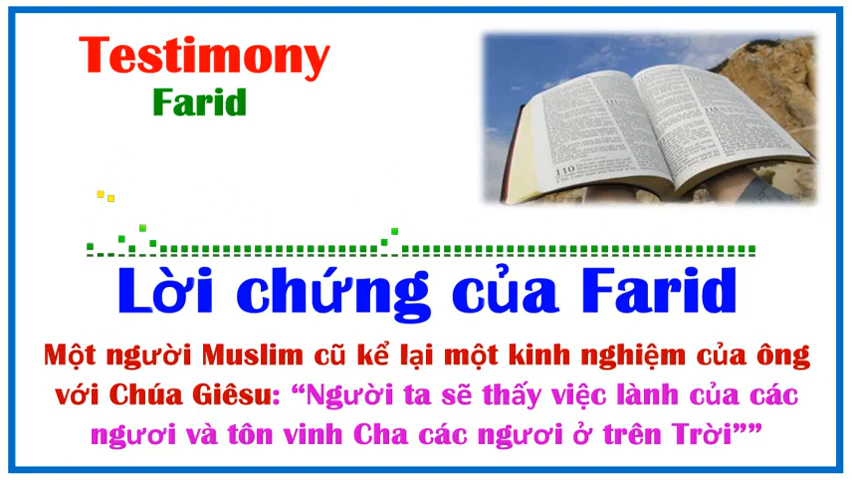 Testimony
Farid
110
Lời chứng của Farid
Một người Muslim cũ kể lại một kinh nghiệm của ông
với Chúa Giêsu: “Người ta sẽ thấy việc lành của các
ngươi và tôn vinh Cha các ngươi ở trên Trời””